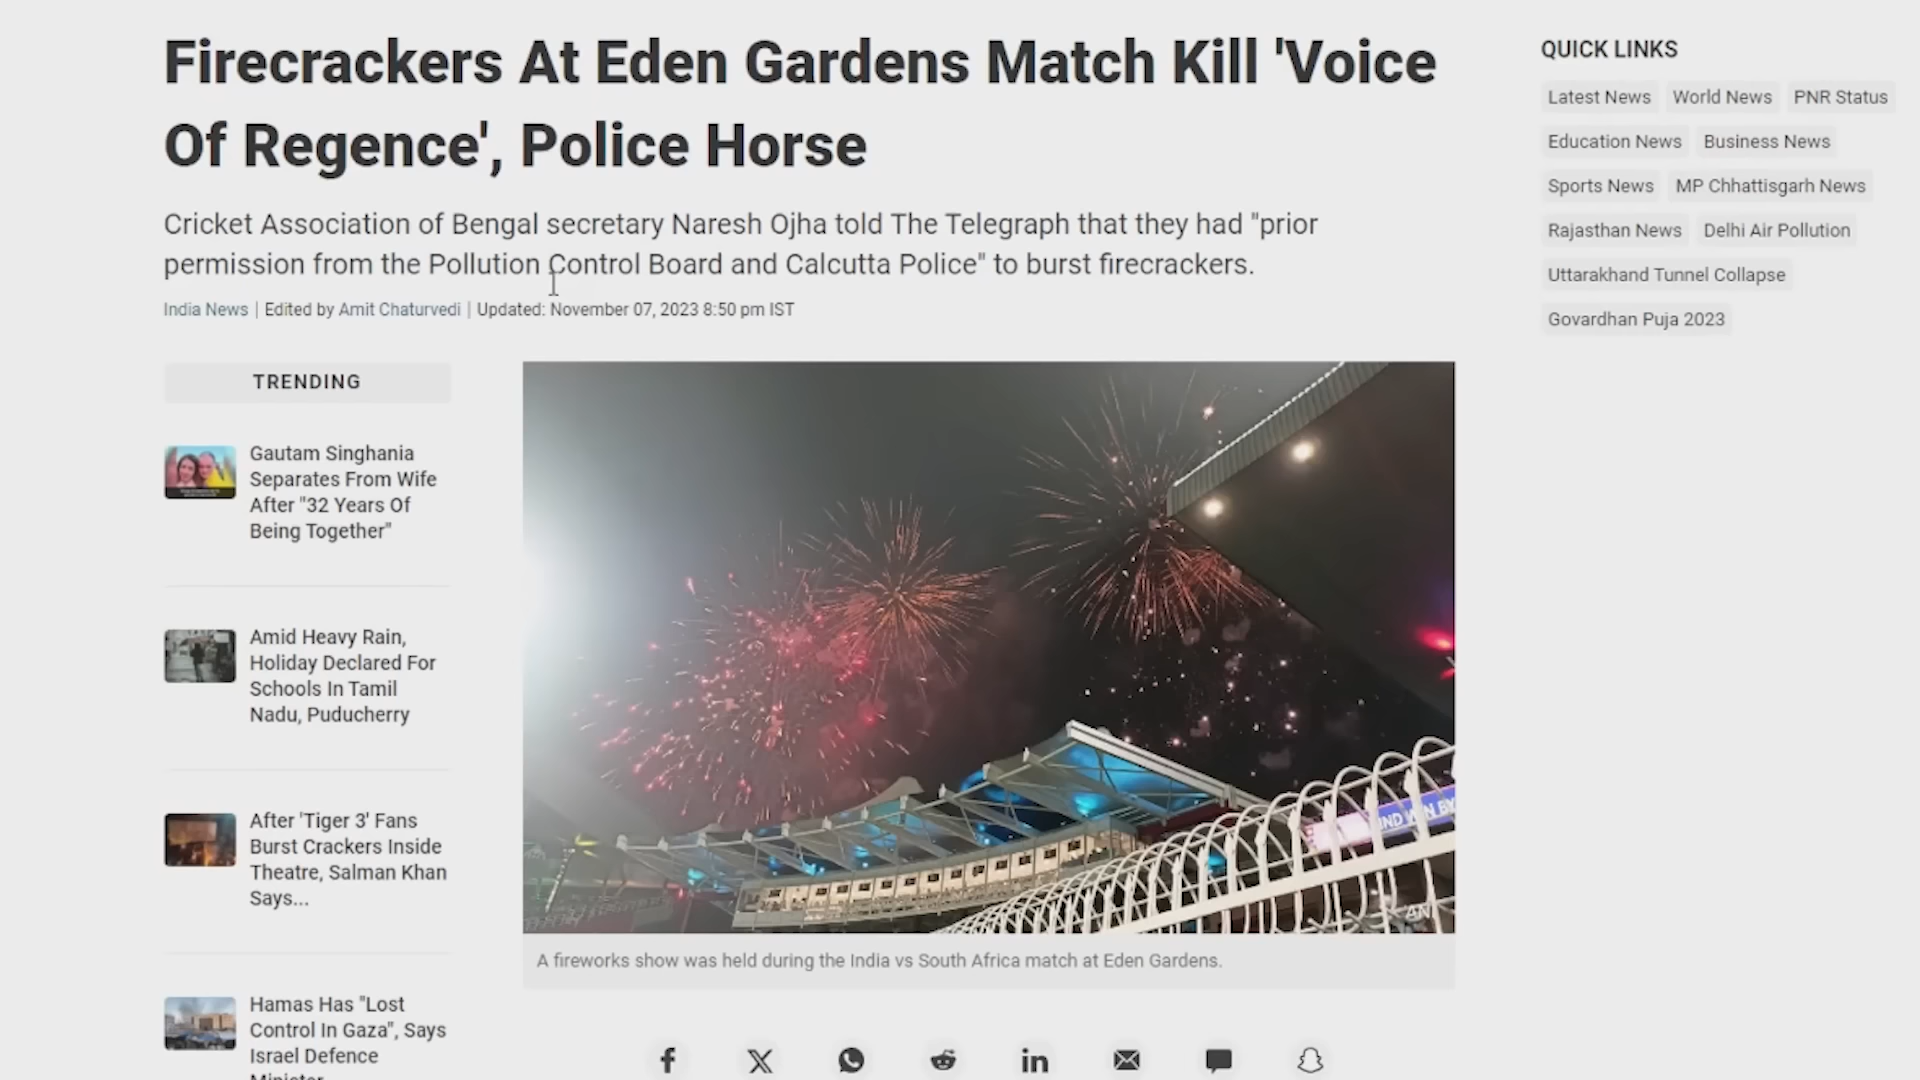 Firecrackers At Eden Gardens Match Kill 'Voice
Of Regence', Police Horse
Cricket Association of Bengal secretary Naresh Ojha told The Telegraph that they had "prior
permission from the Pollution Control Board and Calcutta Police" to burst firecrackers.
India News | Edited by Amit Chaturvedi | Updated: November 07, 2023 8:50 pm IST
TRENDING
Gautam Singhania
Separates From Wife
After "32 Years Of
Being Together"
Amid Heavy Rain,
Holiday Declared For
Schools In Tamil
Nadu, Puducherry
After 'Tiger 3' Fans
Burst Crackers Inside
Theatre, Salman Khan
Says...
Hamas Has "Lost
Control In Gaza", Says
Israel Defence
Minister
IND WIN BY
A fireworks show was held during the India vs South Africa match at Eden Gardens.
QUICK LINKS
Latest News World News PNR Status
Education News Business News
Sports News MP Chhattisgarh News
Rajasthan News Delhi Air Pollution
Uttarakhand Tunnel Collapse
Govardhan Puja 2023